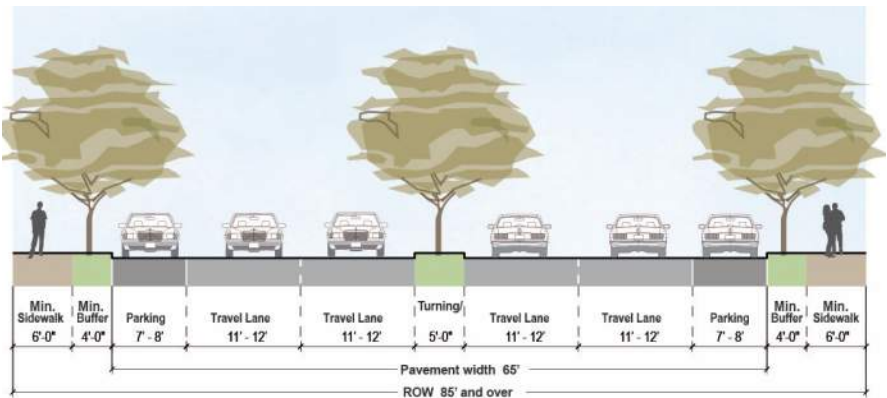 Min.
Sidewalk
6'-0"
Min.
Buffer
4'-0"
Parking
7' - 8'
Travel Lane
11' - 12'
Travel Lane
11' - 12'
Turning/
5'-0"
Travel Lane
11' - 12'
Travel Lane
11' - 12'
Parking
7' - 8'
Min.
Buffer
4'-0"
Min.
Sidewalk
6'-0"
Pavement width 65'
ROW 85' and over